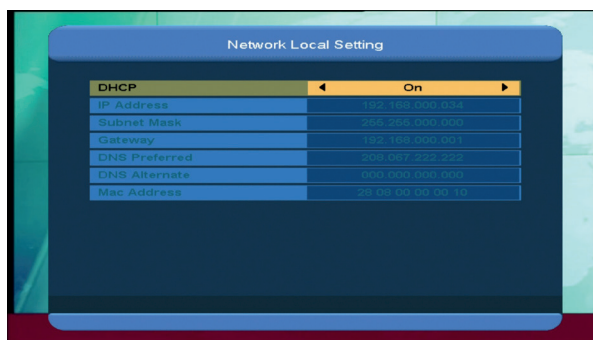 Network Local Setting
DHCP On
IP Address 192.168.000.034
Subnet Mask 255.255.000.000
Gateway 192.168.000.001
DNS Preferred 208.067.222.222
DNS Alternate 000.000.000.000
Mac Address 28 08 00 00 00 10